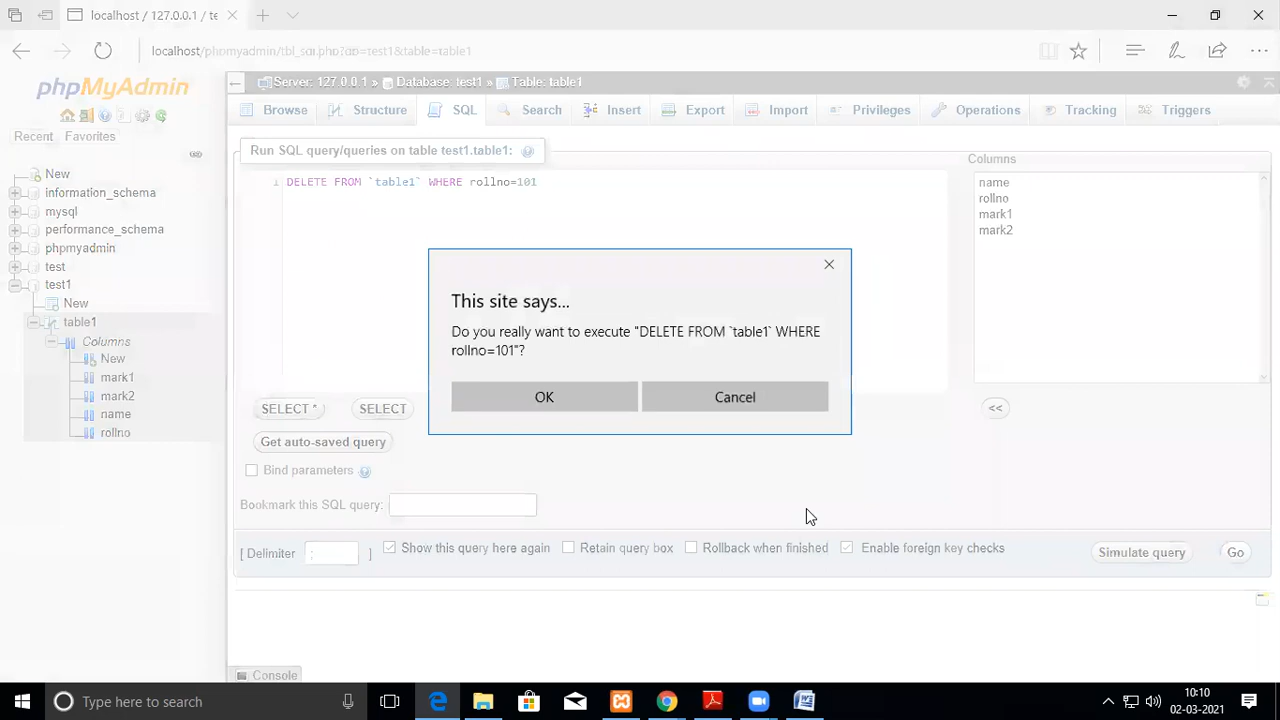 localhost / 127.0.0.1 / te
localhost/phpmyadmin/tbl_sql.php?db=test1&table=table1
phpMyAdmin
Recent Favorites
New
information_schema
mysql
performance_schema
phpmyadmin
test
test1
New
table1
Columns
New
mark1
mark2
name
rollno
Server: 127.0.0.1 » Database: test1 » Table: table1
Browse Structure SQL Search Insert Export Import Privileges Operations Tracking Triggers
Run SQL query/queries on table test1.table1:
1 DELETE FROM `table1` WHERE rollno=101
Columns
name
rollno
mark1
mark2
This site says...
Do you really want to execute "DELETE FROM `table1` WHERE
rollno=101"?
OK Cancel
SELECT * SELECT <<
Get auto-saved query
Bind parameters
Bookmark this SQL query:
[ Delimiter ; ] Show this query here again Retain query box Rollback when finished Enable foreign key checks Simulate query Go
Console
Type here to search
10:10
02-03-2021